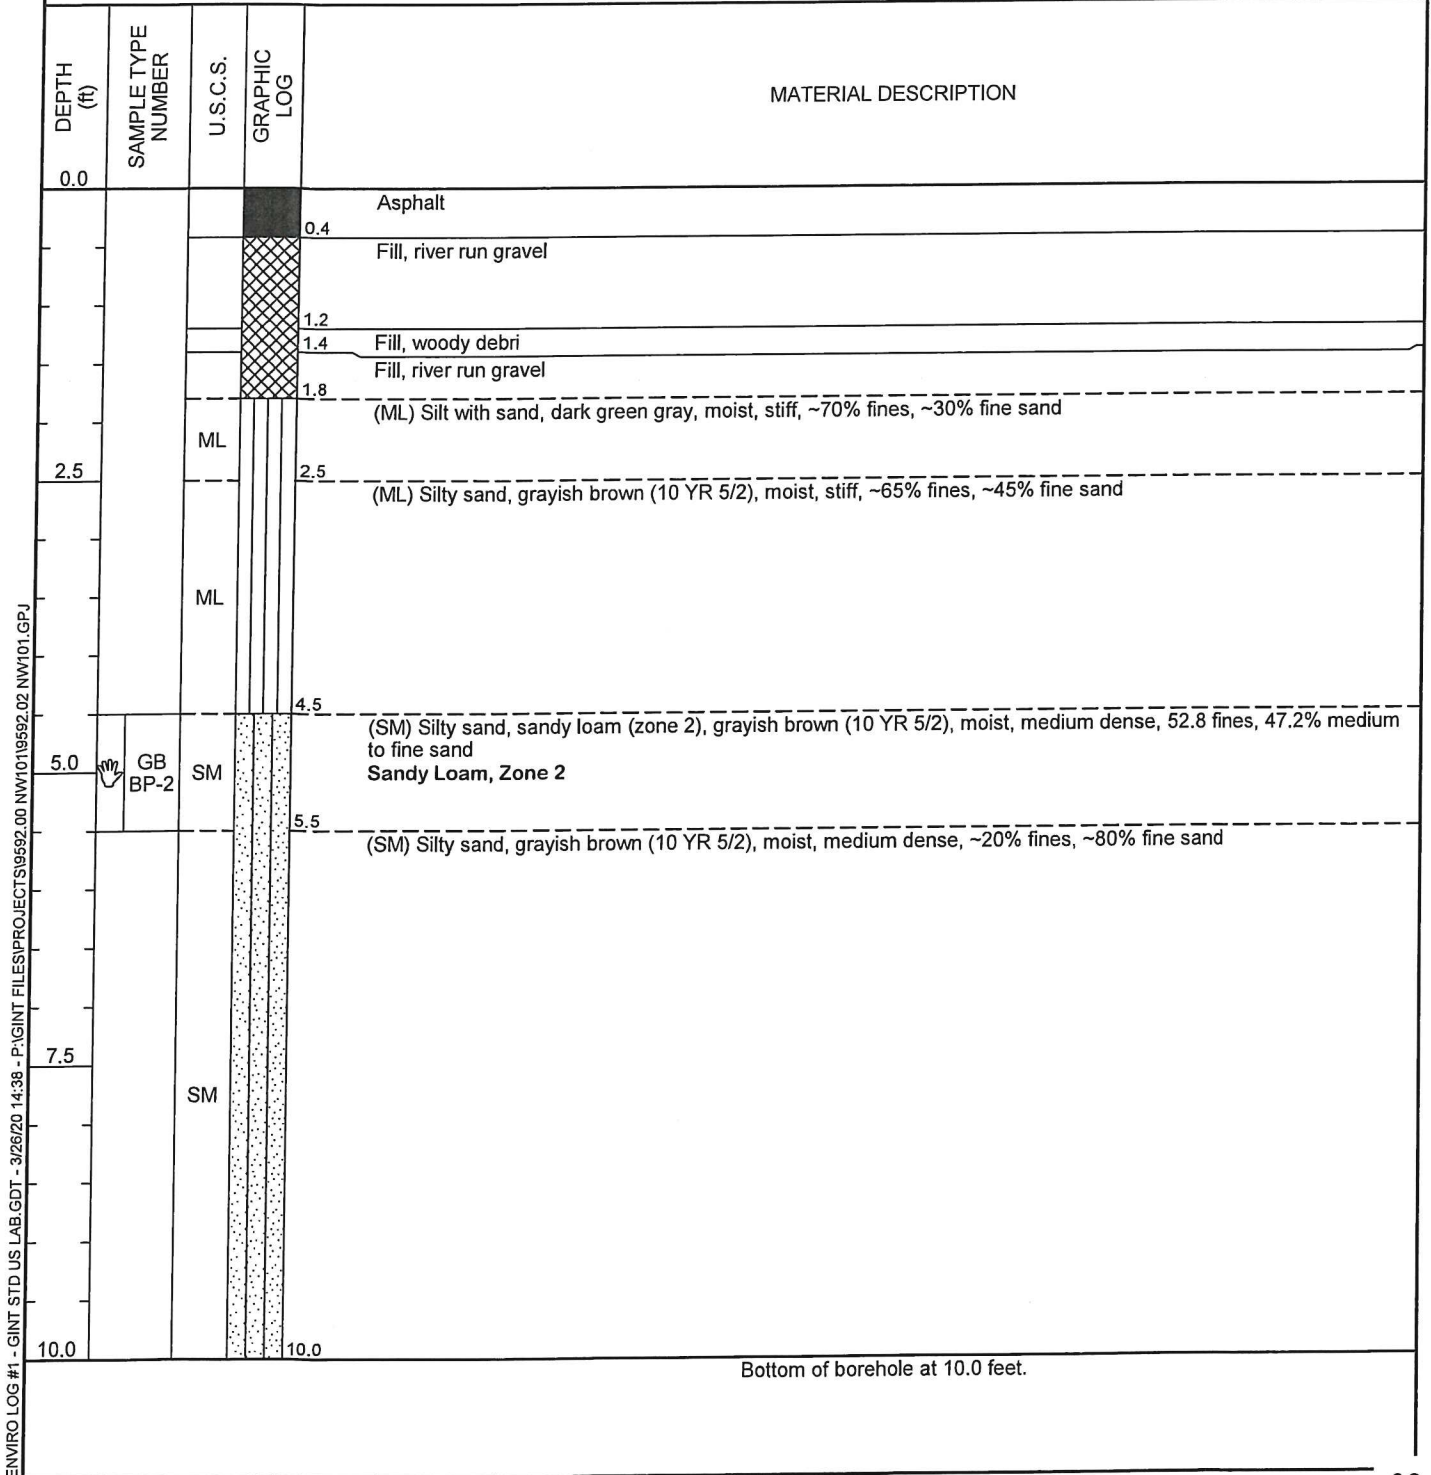 DEPTH
(ft)
SAMPLE TYPE
NUMBER
U.S.C.S.
GRAPHIC
LOG
MATERIAL DESCRIPTION
0.0
Asphalt
0.4
Fill, river run gravel
1.2
1.4 Fill, woody debri
Fill, river run gravel
1.8
(ML) Silt with sand, dark green gray, moist, stiff, ~70% fines, ~30% fine sand
ML
2.5
2.5
(ML) Silty sand, grayish brown (10 YR 5/2), moist, stiff, ~65% fines, ~45% fine sand
ML
4.5
(SM) Silty sand, sandy loam (zone 2), grayish brown (10 YR 5/2), moist, medium dense, 52.8 fines, 47.2% medium
to fine sand
5.0
GB
BP-2
SM
Sandy Loam, Zone 2
5.5
(SM) Silty sand, grayish brown (10 YR 5/2), moist, medium dense, ~20% fines, ~80% fine sand
7.5
SM
10.0
10.0
Bottom of borehole at 10.0 feet.
ENVIRO LOG #1 - GINT STD US LAB.GDT - 3/26/20 14:38 - P:\GINT FILES\PROJECTS\9592.00 NW101\9592.02 NW101.GPJ